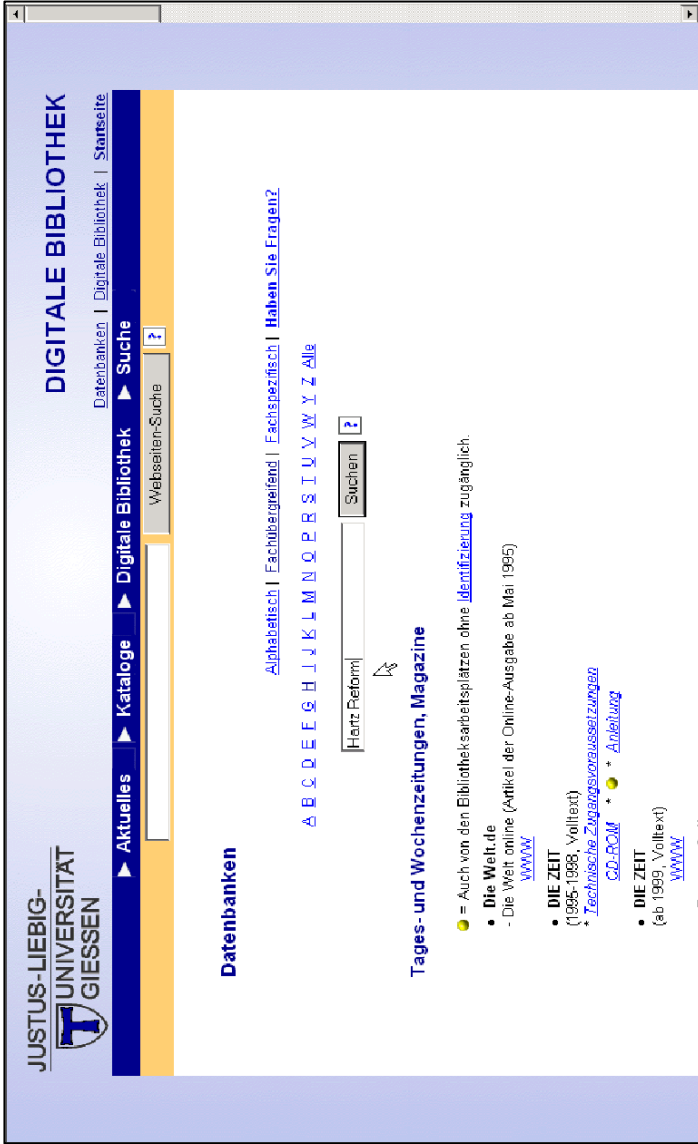 JUSTUS-LIEBIG-
UNIVERSITÄT
GIESSEN
DIGITALE BIBLIOTHEK
Datenbanken | Digitale Bibliothek | Startseite
Aktuelles Kataloge Digitale Bibliothek Suche
Webseiten-Suche ?
Datenbanken
Alphabetisch | Fachübergreifend | Fachspezifisch | Haben Sie Fragen?
A B C D E F G H I J K L M N O P R S T U V W Y Z Alle
Hartz Reform Suchen ?
Tages- und Wochenzeitungen, Magazine
= Auch von den Bibliotheksarbeitsplätzen ohne Identifizierung zugänglich.
• Die Welt.de
- Die Welt online (Artikel der Online-Ausgabe ab Mai 1995)
WWW
• DIE ZEIT
(1995-1998, Volltext)
* Technische Zugangsvoraussetzungen
CD-ROM * * Anleitung
• DIE ZEIT
(ab 1999, Volltext)
WWW